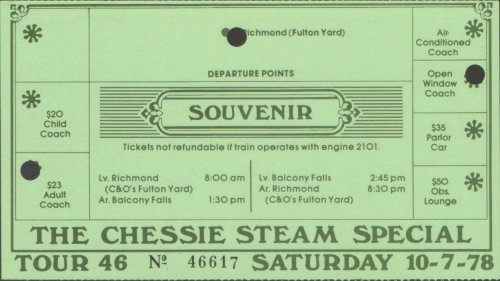 ichmond (Fulton Yard)
DEPARTURE POINTS
SOUVENIR
Tickets not refundable if train operates with engine 2101.
$20
Child
Coach
$23
Adult
Coach
Air-
Conditioned
Coach
Open
Window
Coach
$35
Parlor
Car
$50
Obs.
Lounge
Lv. Richmond 8:00 am
(C&O's Fulton Yard)
Ar. Balcony Falls 1:30 pm
Lv. Balcony Falls 2:45 pm
Ar. Richmond 8:30 pm
(C&O's Fulton Yard)
THE CHESSIE STEAM SPECIAL
TOUR 46 Nº 46617 SATURDAY 10-7-78